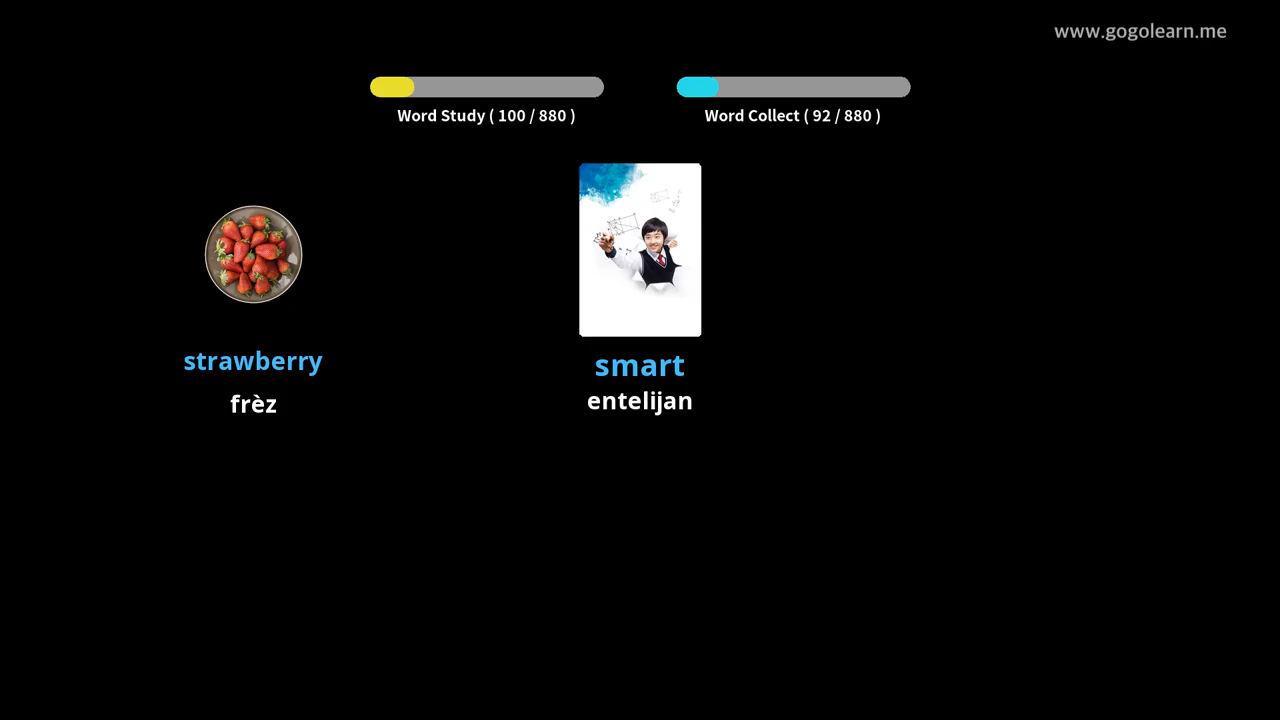 www.gogolearn.me
Word Study ( 100 / 880 )
Word Collect ( 92 / 880 )
strawberry
frèz
smart
entelijan